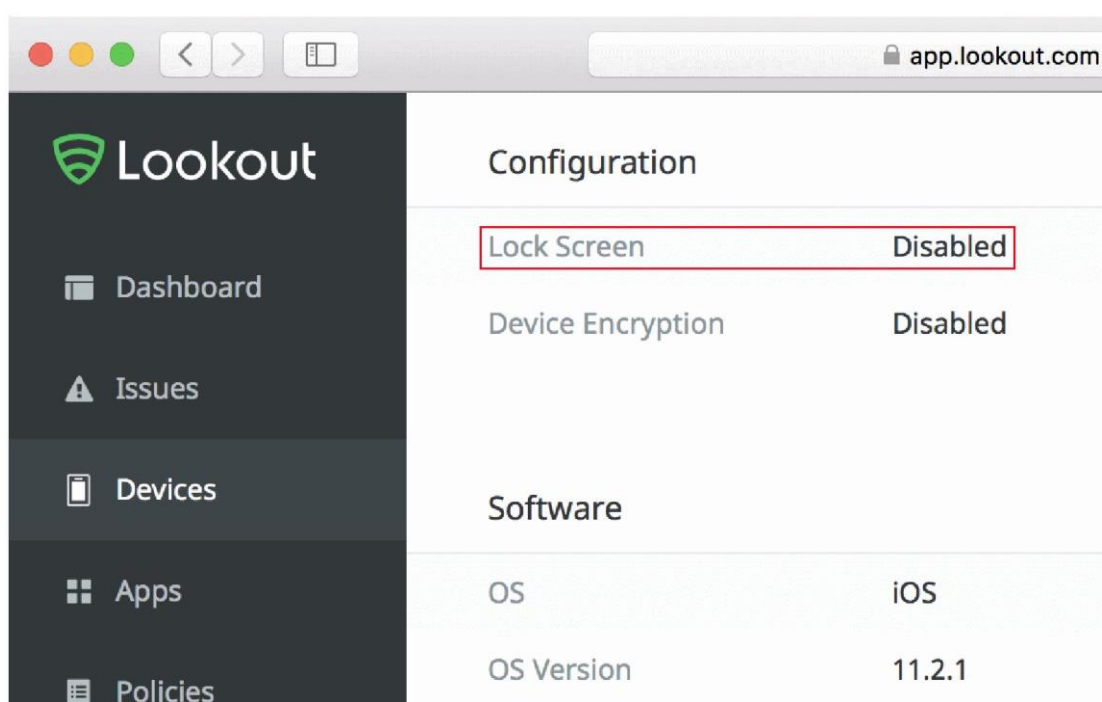 app.lookout.com
Lookout
Dashboard
Issues
Devices
Apps
Policies
Configuration
Lock Screen Disabled
Device Encryption Disabled
Software
OS iOS
OS Version 11.2.1